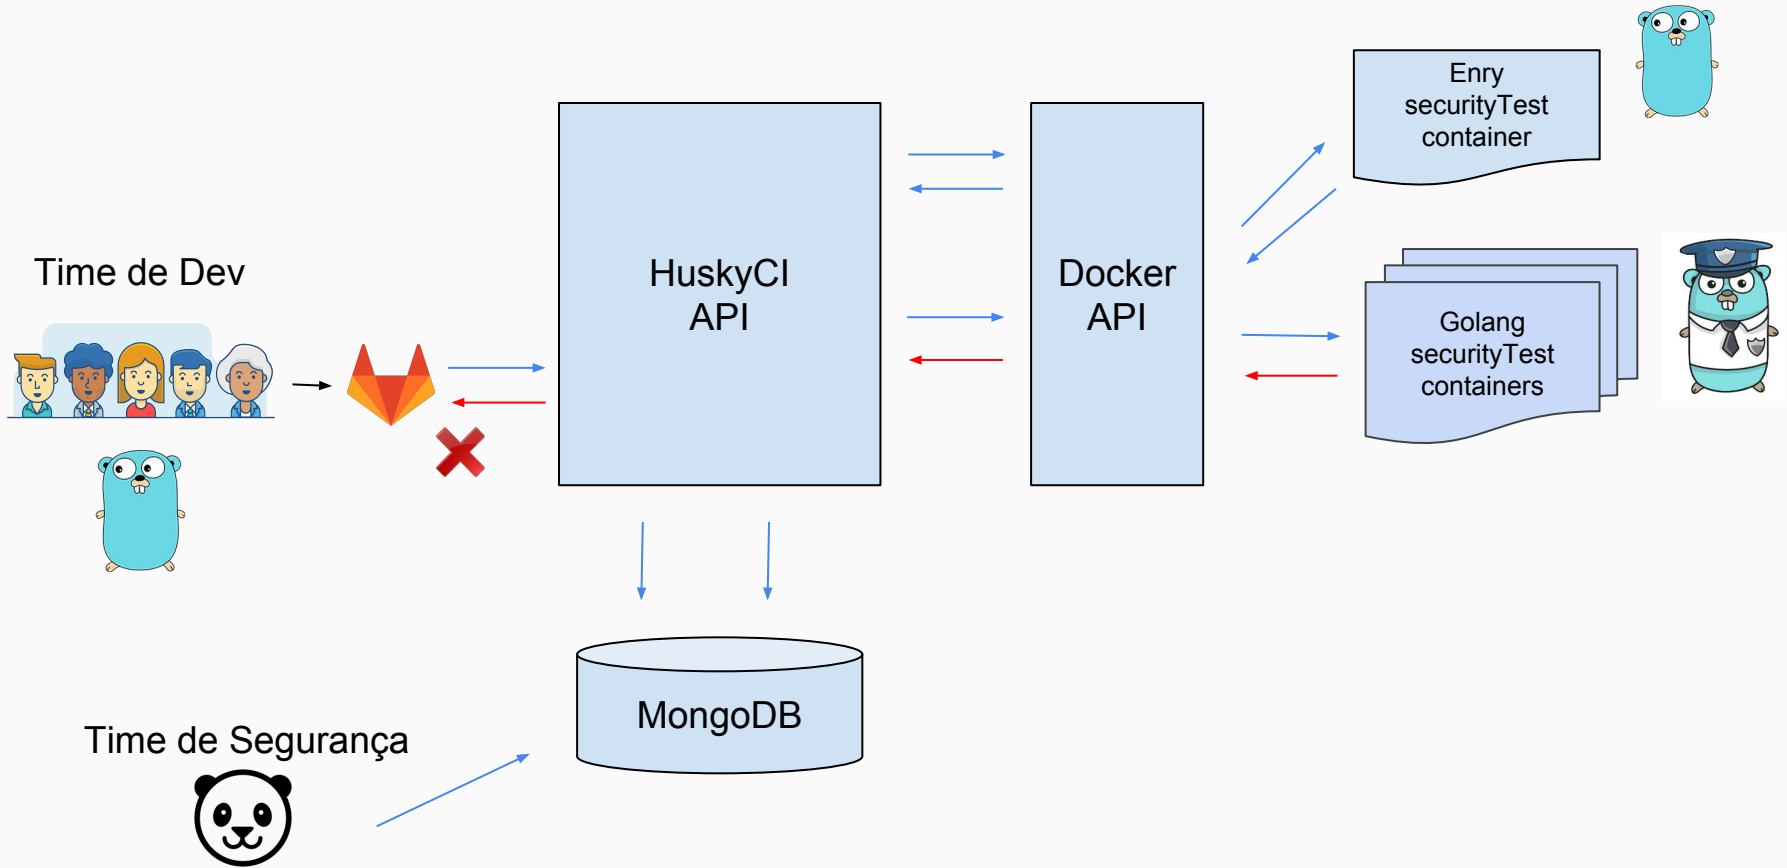 Enry
securityTest
container
Time de Dev
HuskyCI
API
Docker
API
Golang
securityTest
containers
MongoDB
Time de Segurança